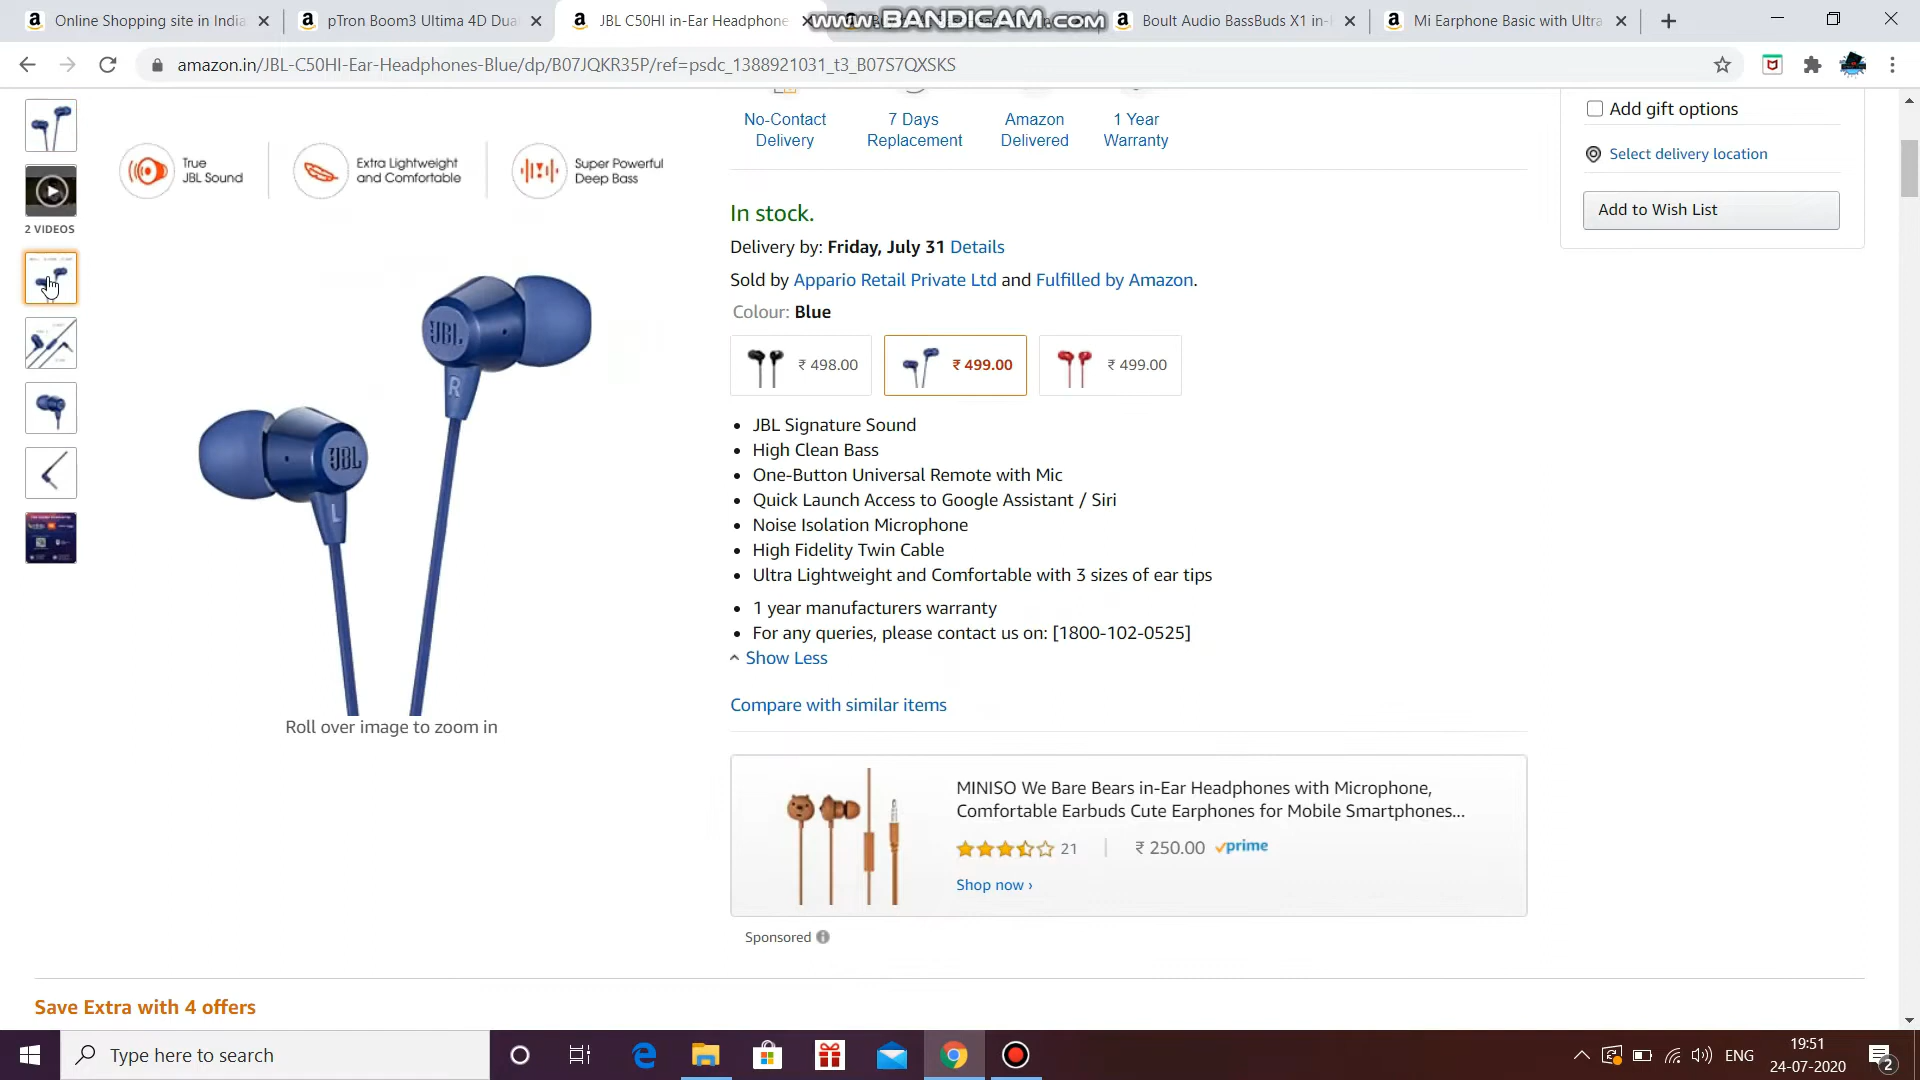 Online Shopping site in India
pTron Boom3 Ultima 4D Dua
JBL C50HI in-Ear Headphone
www.BANDICAM.com
Boult Audio BassBuds X1 in-
Mi Earphone Basic with Ultra
amazon.in/JBL-C50HI-Ear-Headphones-Blue/dp/B07JQKR35P/ref=psdc_1388921031_t3_B07S7QXSKS
2 VIDEOS
True
JBL Sound
Extra Lightweight
and Comfortable
Super Powerful
Deep Bass
JBL
R
JBL
L
Roll over image to zoom in
No-Contact
Delivery
7 Days
Replacement
Amazon
Delivered
1 Year
Warranty
In stock.
Delivery by: Friday, July 31 Details
Sold by Appario Retail Private Ltd and Fulfilled by Amazon.
Colour: Blue
₹ 498.00
₹ 499.00
₹ 499.00
• JBL Signature Sound
• High Clean Bass
• One-Button Universal Remote with Mic
• Quick Launch Access to Google Assistant / Siri
• Noise Isolation Microphone
• High Fidelity Twin Cable
• Ultra Lightweight and Comfortable with 3 sizes of ear tips
• 1 year manufacturers warranty
• For any queries, please contact us on: [1800-102-0525]
Show Less
Compare with similar items
MINISO We Bare Bears in-Ear Headphones with Microphone,
Comfortable Earbuds Cute Earphones for Mobile Smartphones...
21
₹ 250.00 prime
Shop now ›
Sponsored
Add gift options
Select delivery location
Add to Wish List
Save Extra with 4 offers
Type here to search
ENG
19:51
24-07-2020
2